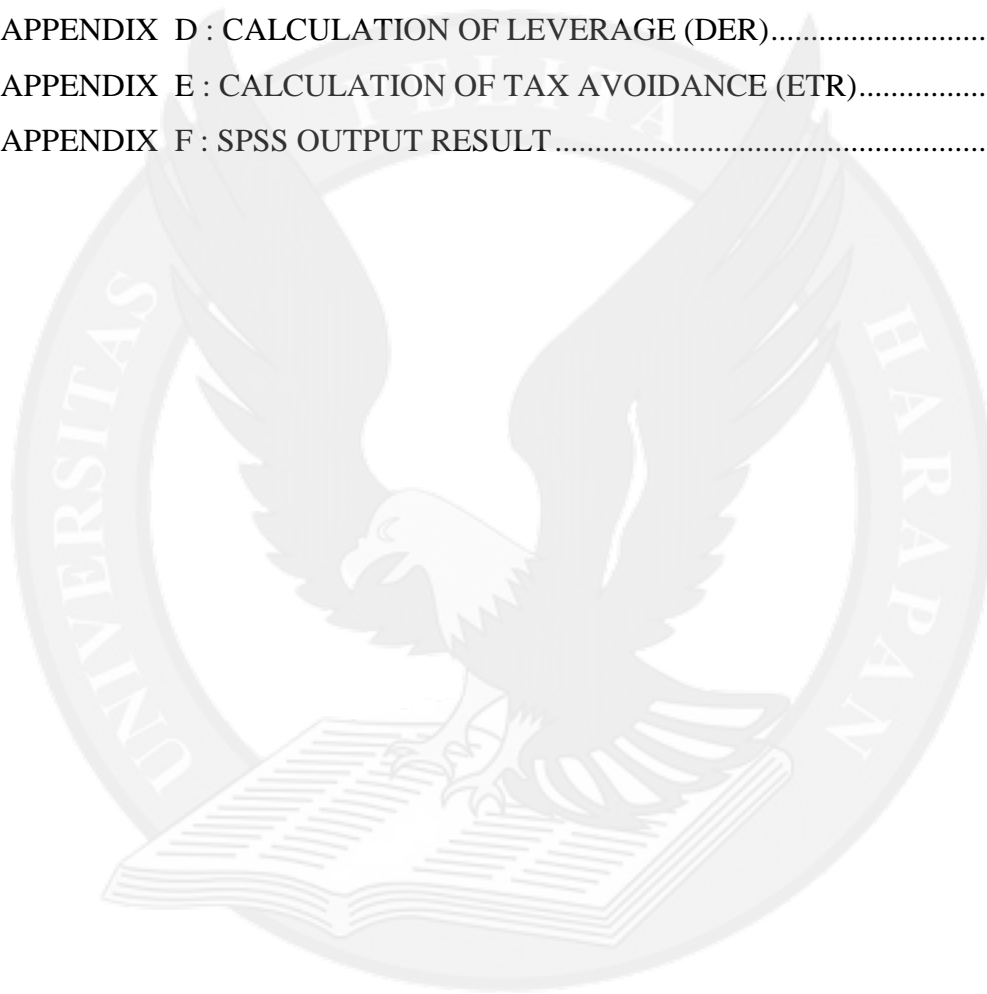 APPENDIX D : CALCULATION OF LEVERAGE (DER)...........................
APPENDIX E : CALCULATION OF TAX AVOIDANCE (ETR)................
APPENDIX F : SPSS OUTPUT RESULT.......................................................
UNIVERSITAS PELITA HARAPAN